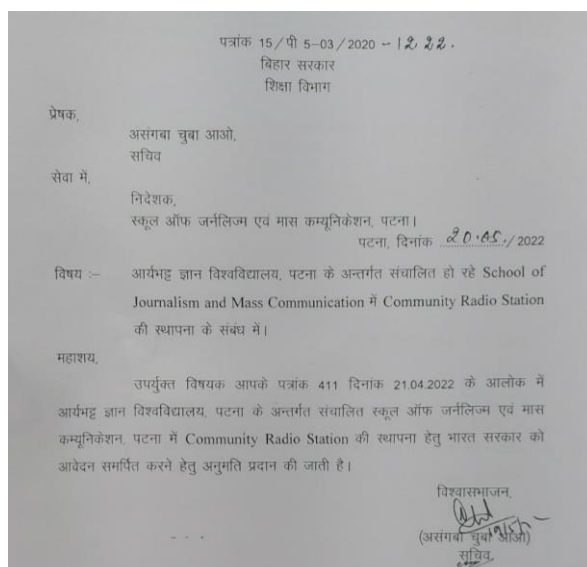 पत्रांक 15/पी 5–03/2020 – 1222.
बिहार सरकार
शिक्षा विभाग
प्रेषक,
असंगबा चुबा आओ,
सचिव
सेवा में,
निदेशक,
स्कूल ऑफ जर्नलिज्म एवं मास कम्यूनिकेशन, पटना।
पटना, दिनांक 20.05./2022
विषय :– आर्यभट्ट ज्ञान विश्वविद्यालय, पटना के अन्तर्गत संचालित हो रहे School of
Journalism and Mass Communication में Community Radio Station
की स्थापना के संबंध में।
महाशय,
उपर्युक्त विषयक आपके पत्रांक 411 दिनांक 21.04.2022 के आलोक में
आर्यभट्ट ज्ञान विश्वविद्यालय, पटना के अन्तर्गत संचालित स्कूल ऑफ जर्नलिज्म एवं मास
कम्यूनिकेशन, पटना में Community Radio Station की स्थापना हेतु भारत सरकार को
आवेदन समर्पित करने हेतु अनुमति प्रदान की जाती है।
विश्वासभाजन,
(असंगबा चुबा आओ)
सचिव